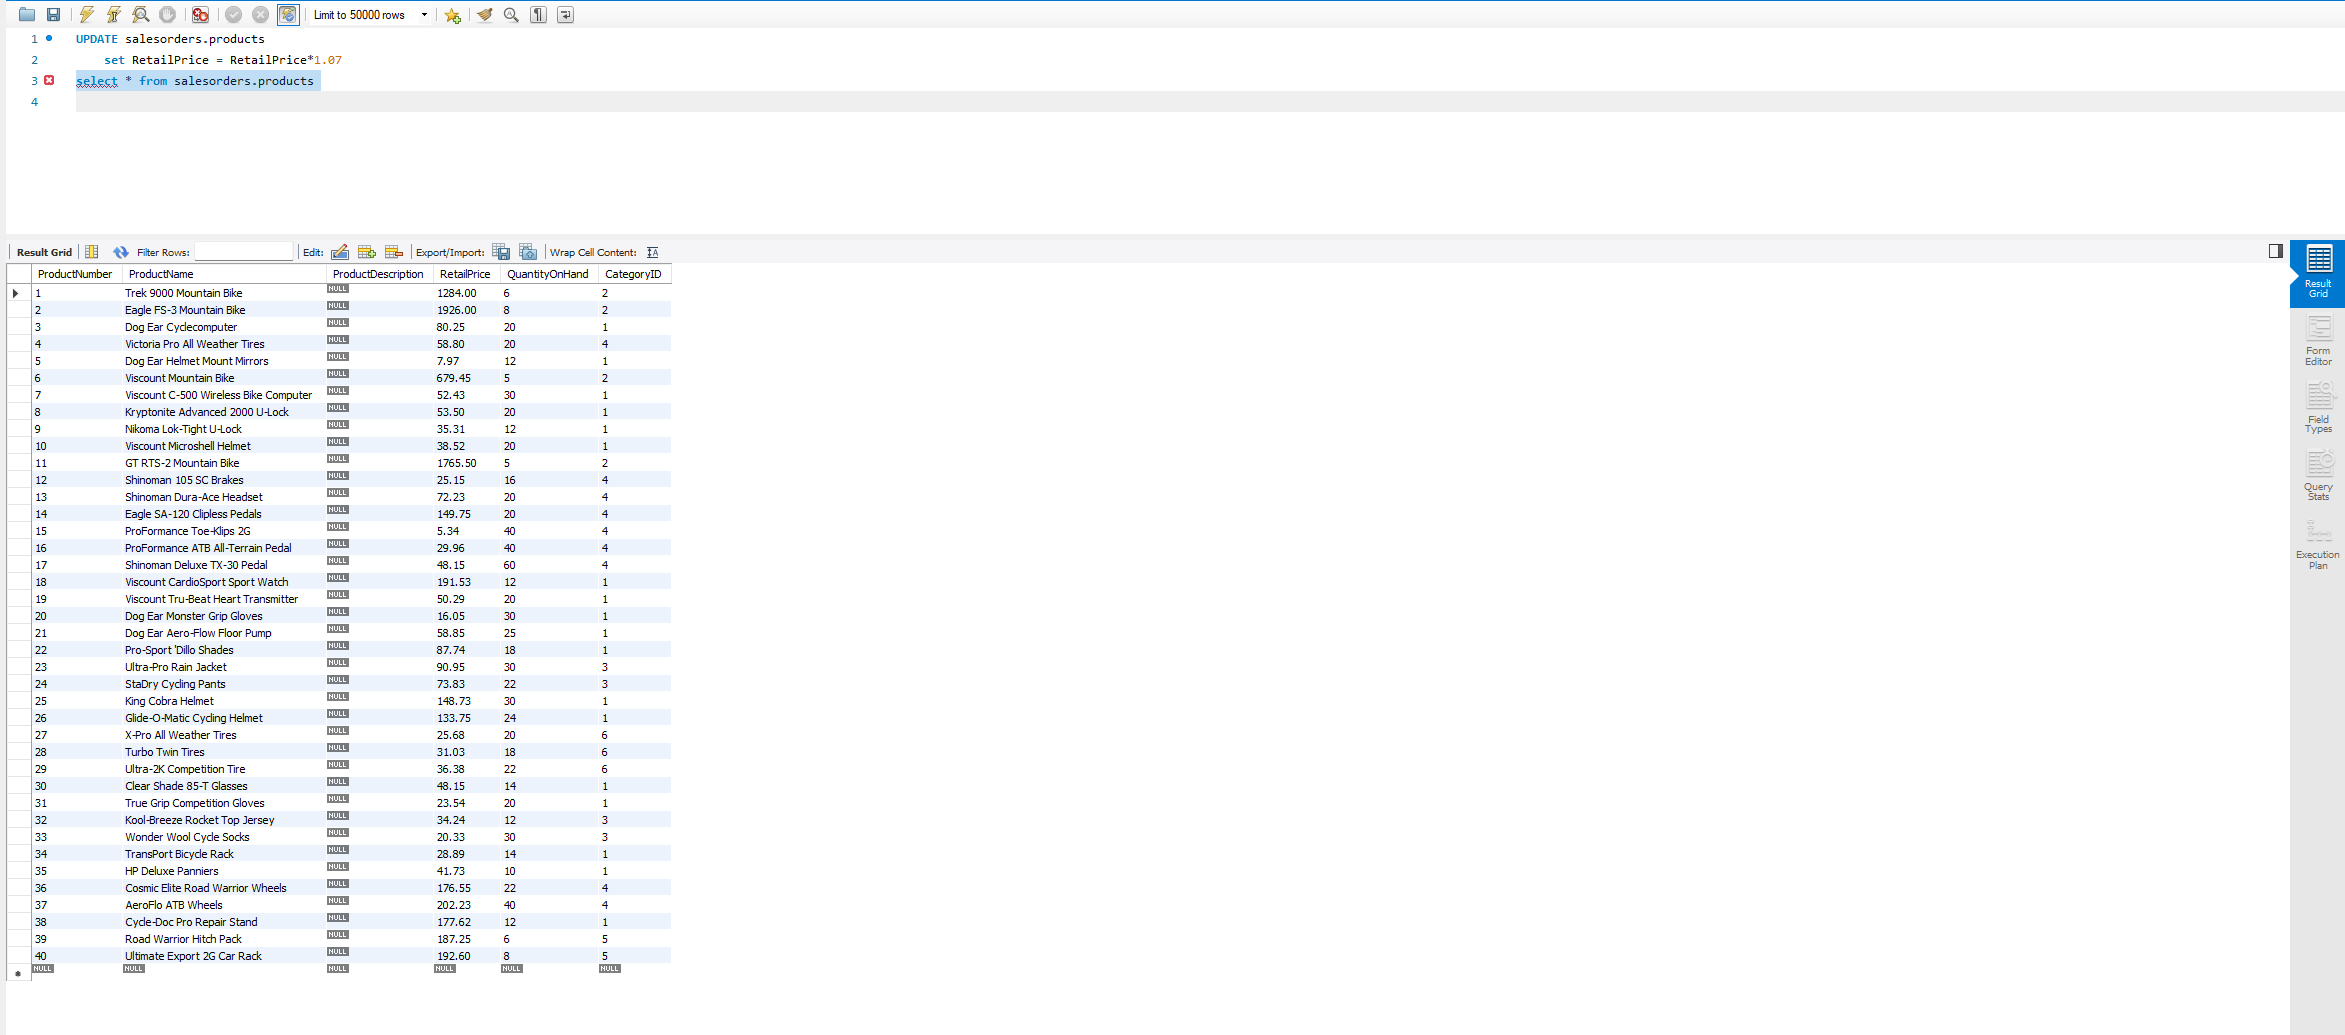 Limit to 50000 rows
1 UPDATE salesorders.products
2 set RetailPrice = RetailPrice*1.07
3 select * from salesorders.products
4
Result Grid Filter Rows: Edit: Export/Import: Wrap Cell Content:
ProductNumber ProductName ProductDescription RetailPrice QuantityOnHand CategoryID
1 Trek 9000 Mountain Bike NULL 1284.00 6 2
2 Eagle FS-3 Mountain Bike NULL 1926.00 8 2
3 Dog Ear Cyclecomputer NULL 80.25 20 1
4 Victoria Pro All Weather Tires NULL 58.80 20 4
5 Dog Ear Helmet Mount Mirrors NULL 7.97 12 1
6 Viscount Mountain Bike NULL 679.45 5 2
7 Viscount C-500 Wireless Bike Computer NULL 52.43 30 1
8 Kryptonite Advanced 2000 U-Lock NULL 53.50 20 1
9 Nikoma Lok-Tight U-Lock NULL 35.31 12 1
10 Viscount Microshell Helmet NULL 38.52 20 1
11 GT RTS-2 Mountain Bike NULL 1765.50 5 2
12 Shinoman 105 SC Brakes NULL 25.15 16 4
13 Shinoman Dura-Ace Headset NULL 72.23 20 4
14 Eagle SA-120 Clipless Pedals NULL 149.75 20 4
15 ProFormance Toe-Klips 2G NULL 5.34 40 4
16 ProFormance ATB All-Terrain Pedal NULL 29.96 40 4
17 Shinoman Deluxe TX-30 Pedal NULL 48.15 60 4
18 Viscount CardioSport Sport Watch NULL 191.53 12 1
19 Viscount Tru-Beat Heart Transmitter NULL 50.29 20 1
20 Dog Ear Monster Grip Gloves NULL 16.05 30 1
21 Dog Ear Aero-Flow Floor Pump NULL 58.85 25 1
22 Pro-Sport 'Dillo Shades NULL 87.74 18 1
23 Ultra-Pro Rain Jacket NULL 90.95 30 3
24 StaDry Cycling Pants NULL 73.83 22 3
25 King Cobra Helmet NULL 148.73 30 1
26 Glide-O-Matic Cycling Helmet NULL 133.75 24 1
27 X-Pro All Weather Tires NULL 25.68 20 6
28 Turbo Twin Tires NULL 31.03 18 6
29 Ultra-2K Competition Tire NULL 36.38 22 6
30 Clear Shade 85-T Glasses NULL 48.15 14 1
31 True Grip Competition Gloves NULL 23.54 20 1
32 Kool-Breeze Rocket Top Jersey NULL 34.24 12 3
33 Wonder Wool Cycle Socks NULL 20.33 30 3
34 TransPort Bicycle Rack NULL 28.89 14 1
35 HP Deluxe Panniers NULL 41.73 10 1
36 Cosmic Elite Road Warrior Wheels NULL 176.55 22 4
37 AeroFlo ATB Wheels NULL 202.23 40 4
38 Cycle-Doc Pro Repair Stand NULL 177.62 12 1
39 Road Warrior Hitch Pack NULL 187.25 6 5
40 Ultimate Export 2G Car Rack NULL 192.60 8 5
NULL NULL NULL NULL NULL NULL
Result
Grid
Form
Editor
Field
Types
Query
Stats
Execution
Plan